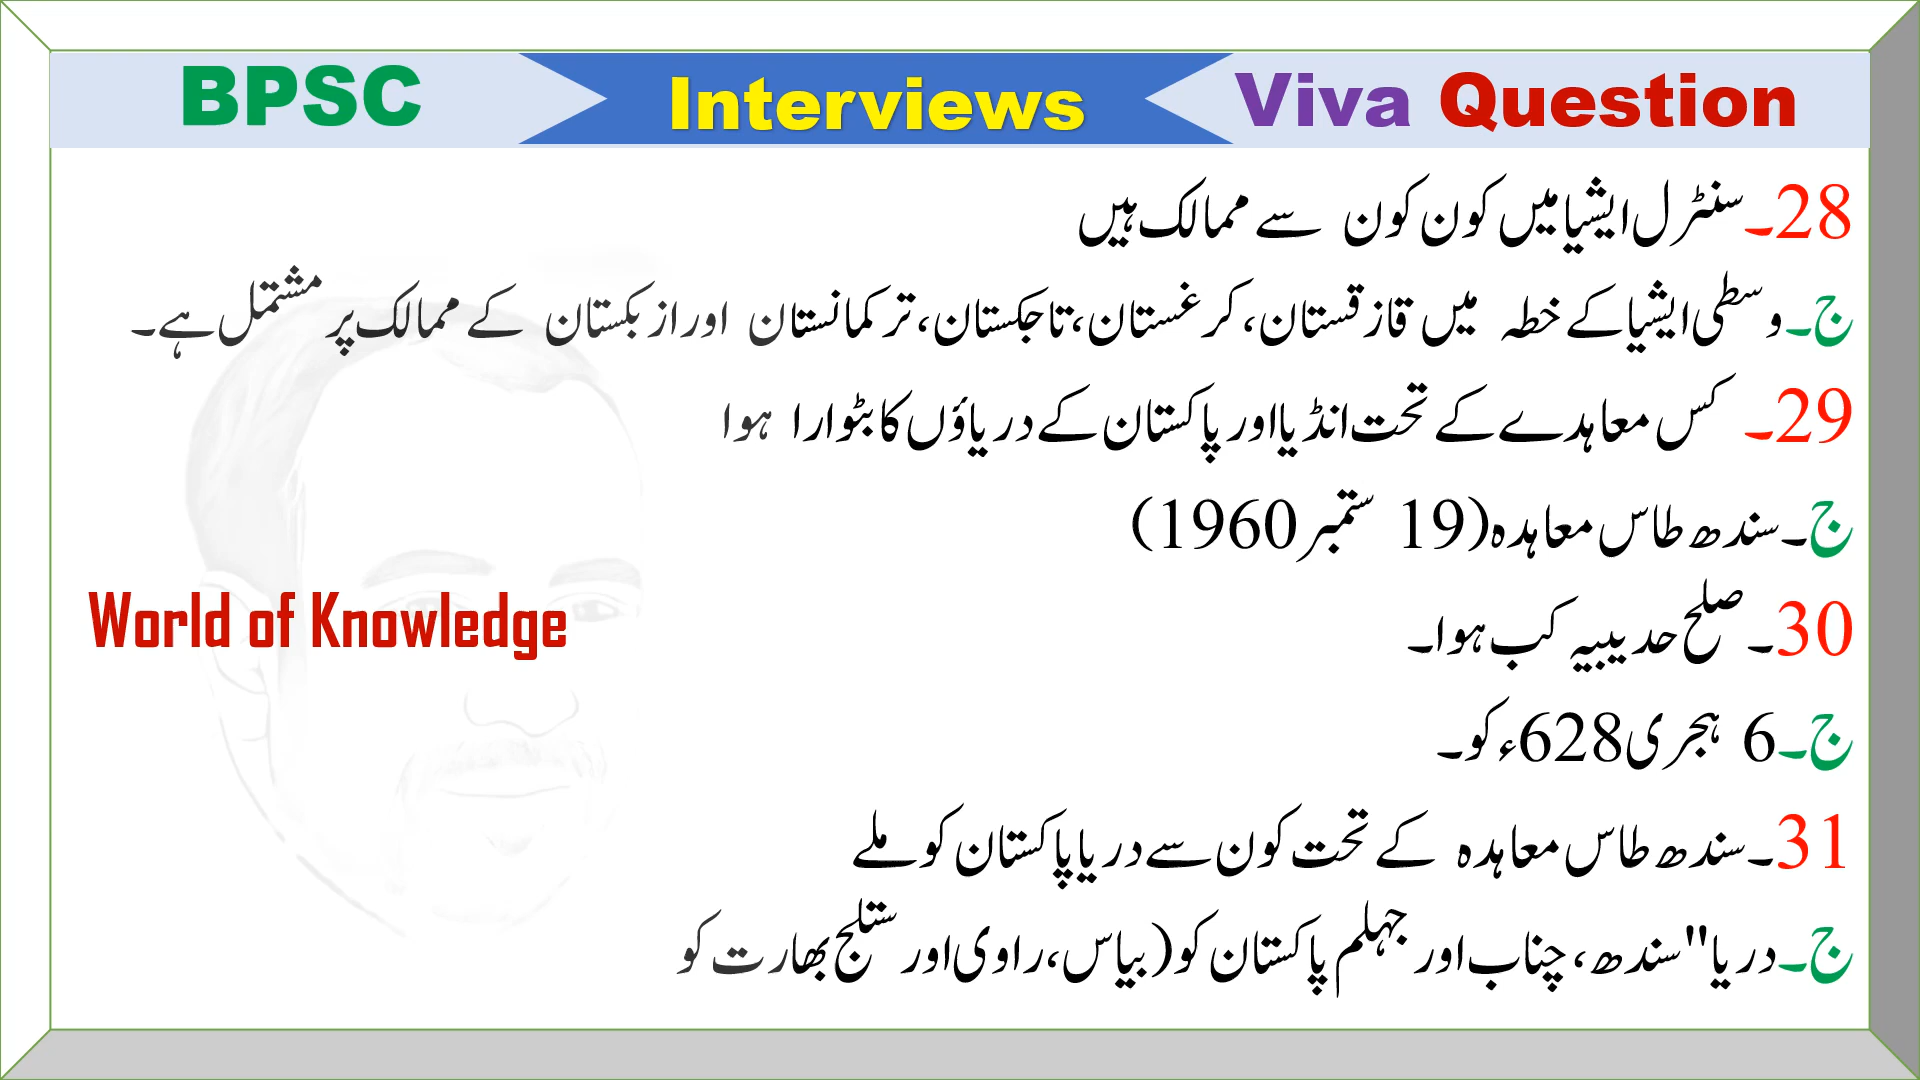 BPSC Interviews Viva Question
28۔سنٹرل ایشیا میں کون کون سے ممالک ہیں
ج۔وسطی ایشیا کے خطہ میں قازقستان، کرغستان، تاجکستان، ترکمانستان اور ازبکستان کے ممالک پر مشتمل ہے۔
29۔ کس معاہدے کے تحت انڈیا اور پاکستان کے دریاؤں کا بٹوارا ہوا
ج۔سندھ طاس معاہدہ (19 ستمبر 1960)
30۔صلح حدیبیہ کب ہوا۔
World of Knowledge
ج۔6 ہجری 628ء کو۔
31۔سندھ طاس معاہدہ کے تحت کون سے دریا پاکستان کو ملے
ج۔دریا"سندھ، چناب اور جہلم پاکستان کو (بیاس، راوی اور ستلج بھارت کو